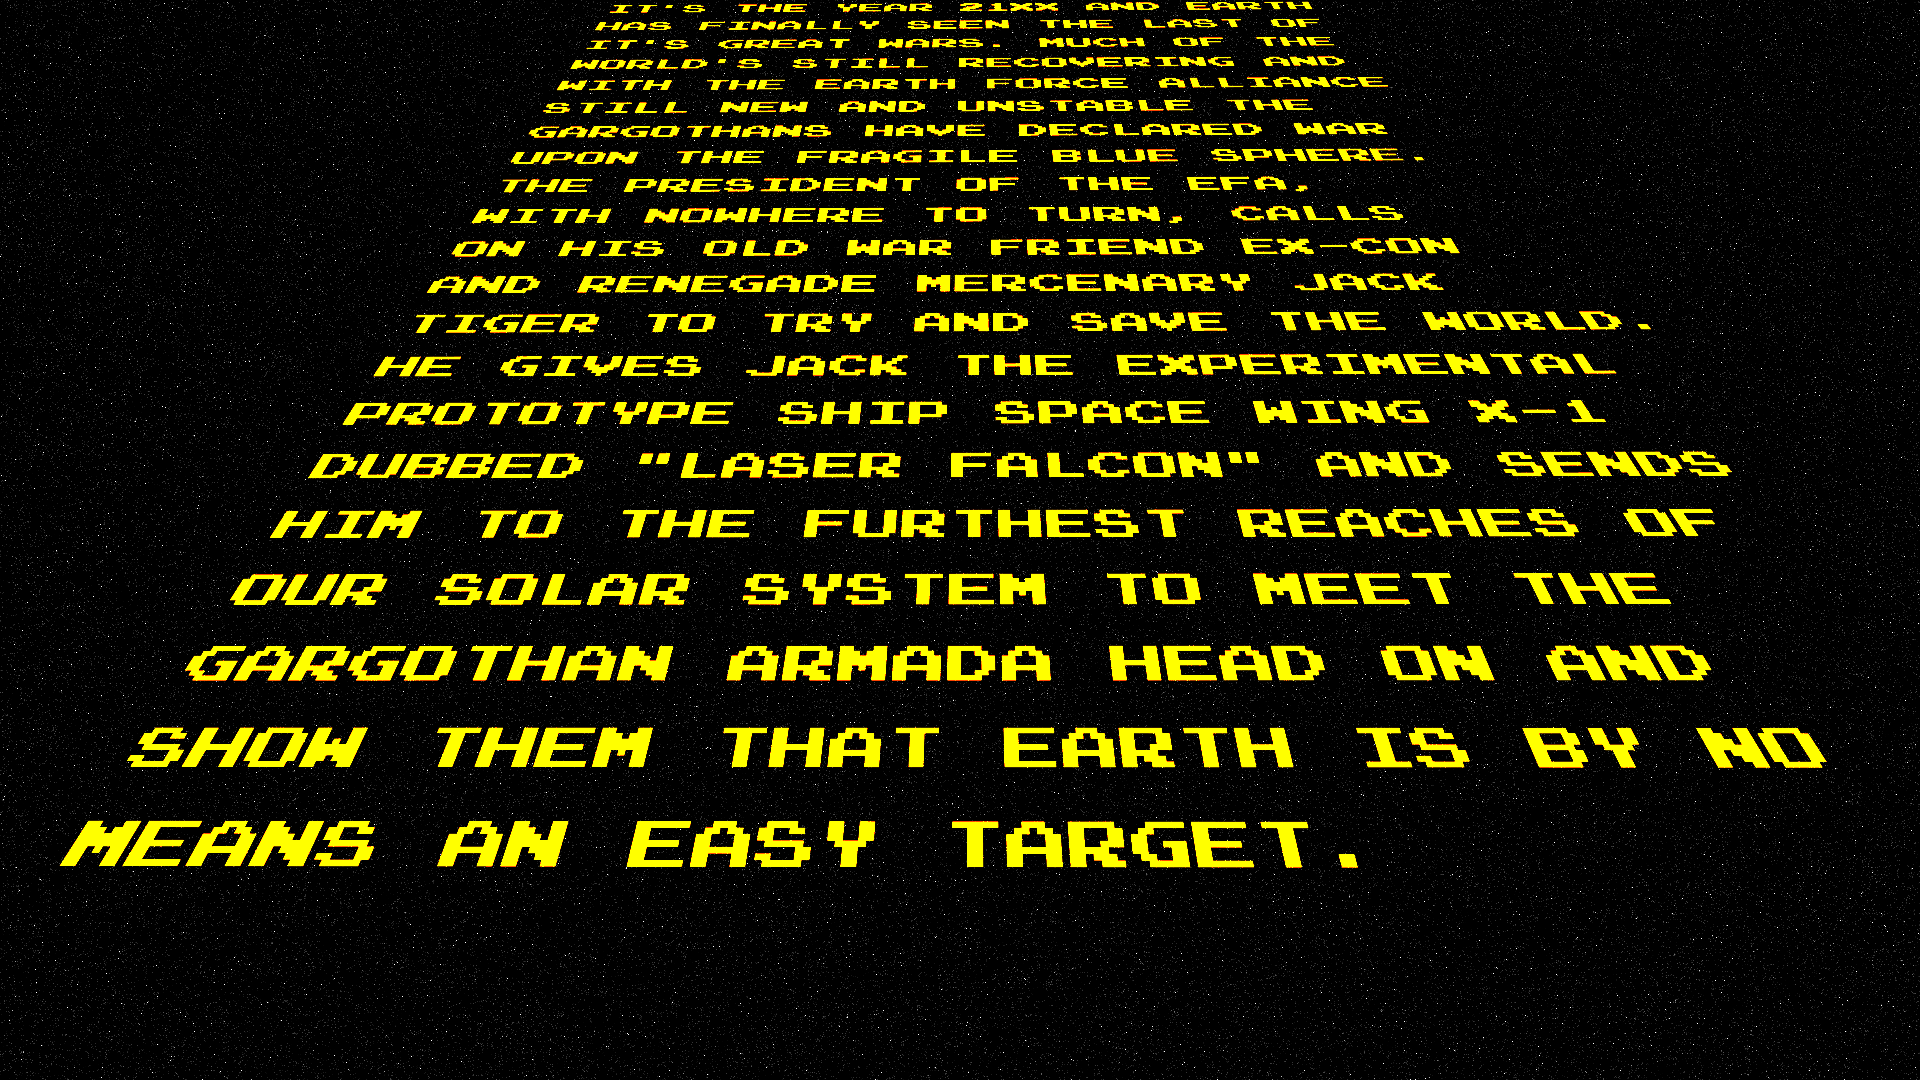 IT'S THE YEAR 21XX AND EARTH
HAS FINALLY SEEN THE LAST OF
IT'S GREAT WARS. MUCH OF THE
WORLD'S STILL RECOVERING AND
WITH THE EARTH FORCE ALLIANCE
STILL NEW AND UNSTABLE THE
GARGOTHANS HAVE DECLARED WAR
UPON THE FRAGILE BLUE SPHERE.
THE PRESIDENT OF THE EFA,
WITH NOWHERE TO TURN, CALLS
ON HIS OLD WAR FRIEND EX-CON
AND RENEGADE MERCENARY JACK
TIGER TO TRY AND SAVE THE WORLD.
HE GIVES JACK THE EXPERIMENTAL
PROTOTYPE SHIP SPACE WING X-1
DUBBED "LASER FALCON" AND SENDS
HIM TO THE FURTHEST REACHES OF
OUR SOLAR SYSTEM TO MEET THE
GARGOTHAN ARMADA HEAD ON AND
SHOW THEM THAT EARTH IS BY NO
MEANS AN EASY TARGET.